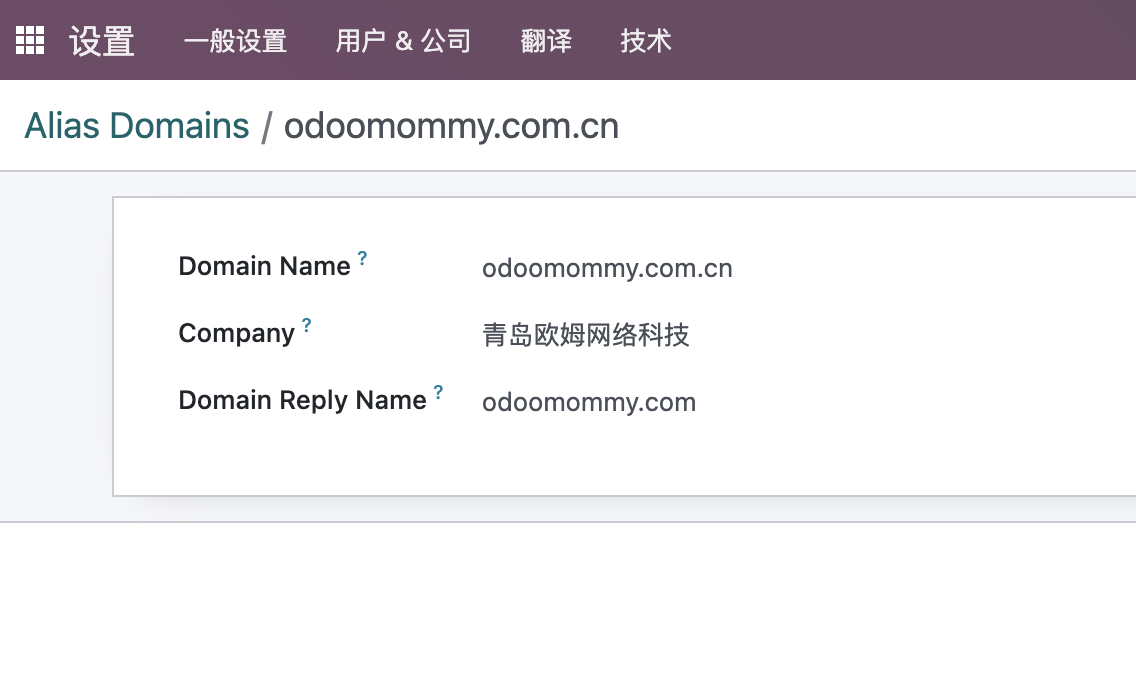 设置 一般设置 用户 & 公司 翻译 技术
Alias Domains / odoomommy.com.cn
Domain Name ? odoomommy.com.cn
Company ? 青岛欧姆网络科技
Domain Reply Name ? odoomommy.com